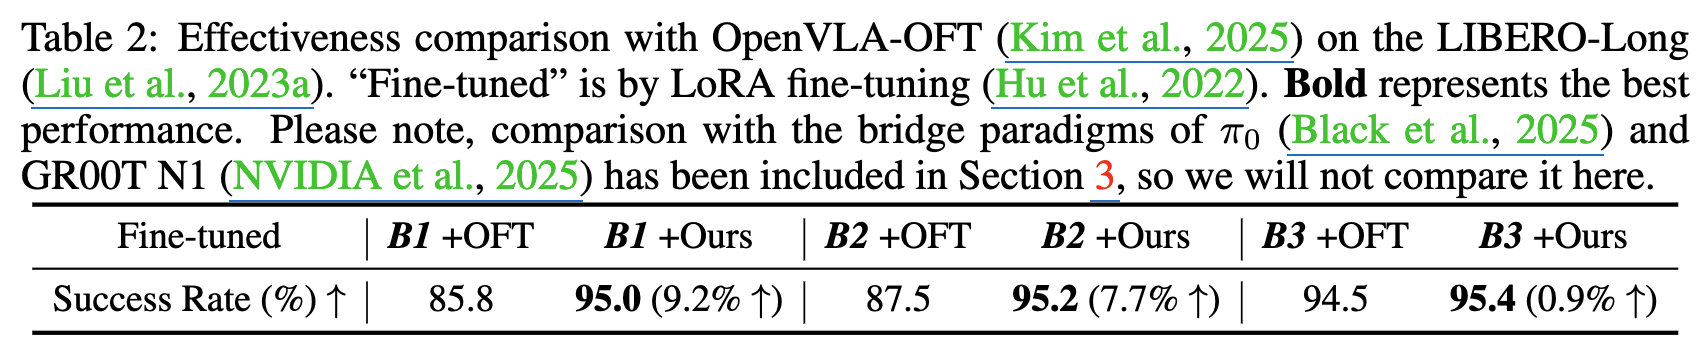 Table 2: Effectiveness comparison with OpenVLA-OFT (Kim et al., 2025) on the LIBERO-Long
(Liu et al., 2023a). “Fine-tuned” is by LoRA fine-tuning (Hu et al., 2022). Bold represents the best
performance. Please note, comparison with the bridge paradigms of π0 (Black et al., 2025) and
GR00T N1 (NVIDIA et al., 2025) has been included in Section 3, so we will not compare it here.
Fine-tuned B1 +OFT B1 +Ours B2 +OFT B2 +Ours B3 +OFT B3 +Ours
Success Rate (%) ↑ 85.8 95.0 (9.2% ↑) 87.5 95.2 (7.7% ↑) 94.5 95.4 (0.9% ↑)